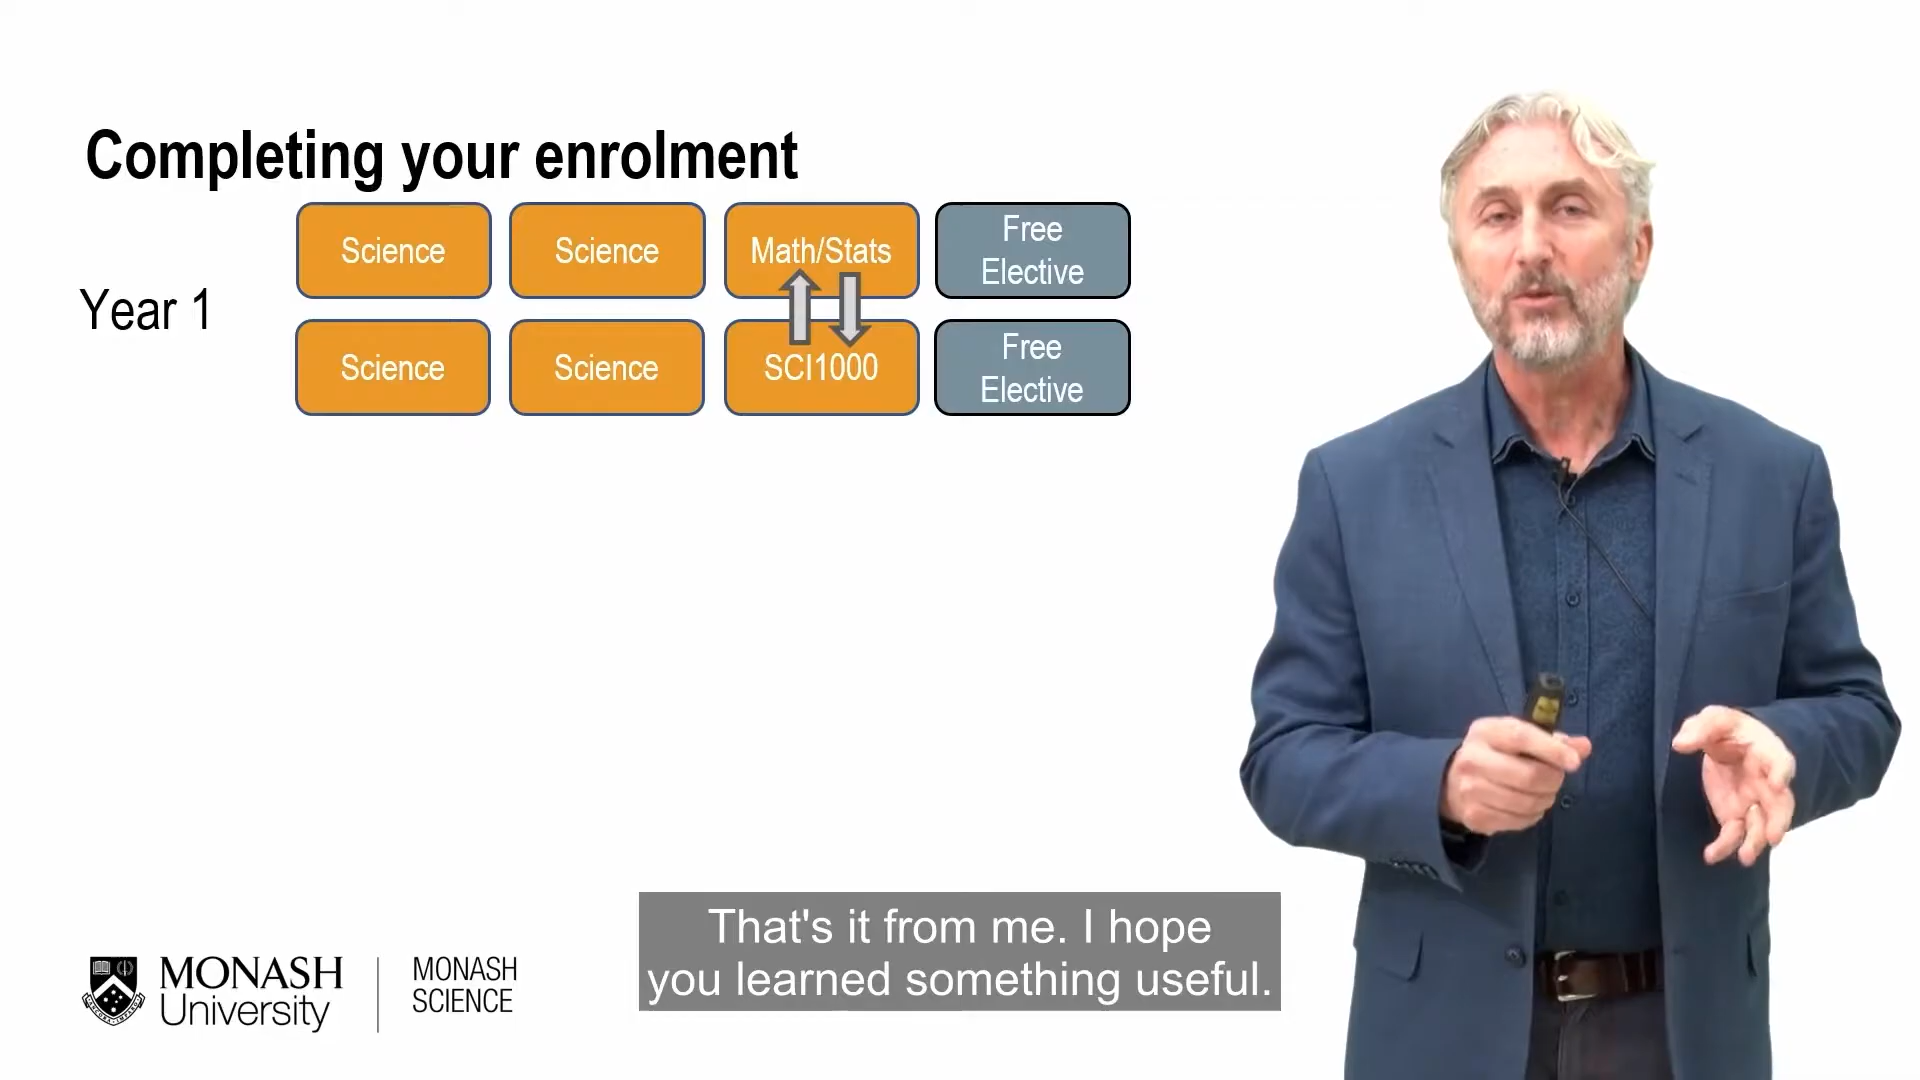 Completing your enrolment
Science
Science
Math/Stats
Free
Elective
Year 1
Science
Science
SCI1000
Free
Elective
That's it from me. I hope
you learned something useful.
MONASH
University
MONASH
SCIENCE